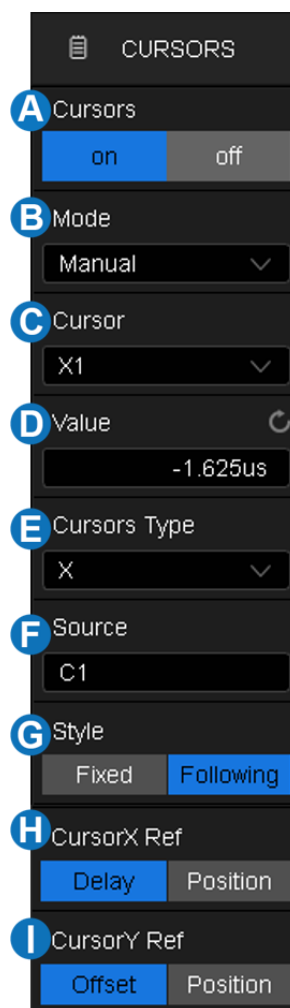 CURSORS
A Cursors
on off
B Mode
Manual
C Cursor
X1
D Value
-1.625us
E Cursors Type
X
F Source
C1
G Style
Fixed Following
H CursorX Ref
Delay Position
I CursorY Ref
Offset Position